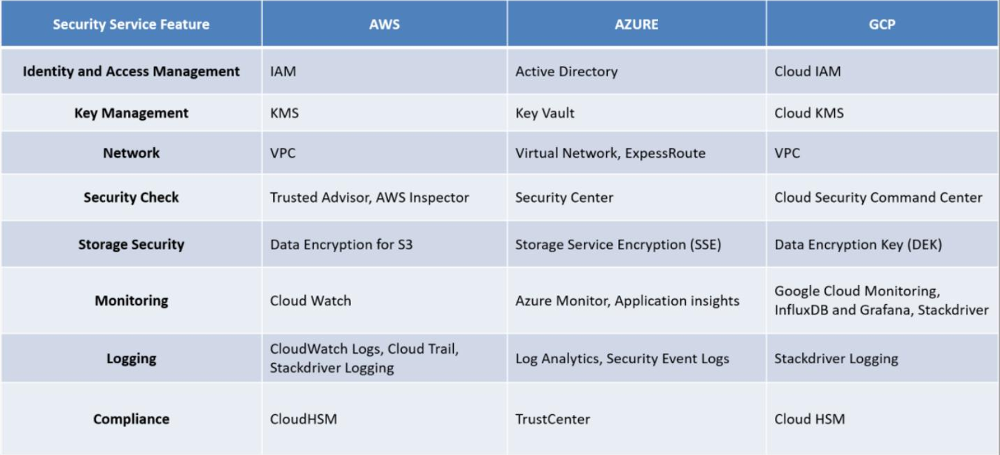 Security Service Feature AWS AZURE GCP
Identity and Access Management IAM Active Directory Cloud IAM
Key Management KMS Key Vault Cloud KMS
Network VPC Virtual Network, ExpessRoute VPC
Security Check Trusted Advisor, AWS Inspector Security Center Cloud Security Command Center
Storage Security Data Encryption for S3 Storage Service Encryption (SSE) Data Encryption Key (DEK)
Monitoring Cloud Watch Azure Monitor, Application insights Google Cloud Monitoring,
InfluxDB and Grafana, Stackdriver
Logging CloudWatch Logs, Cloud Trail,
Stackdriver Logging Log Analytics, Security Event Logs Stackdriver Logging
Compliance CloudHSM TrustCenter Cloud HSM